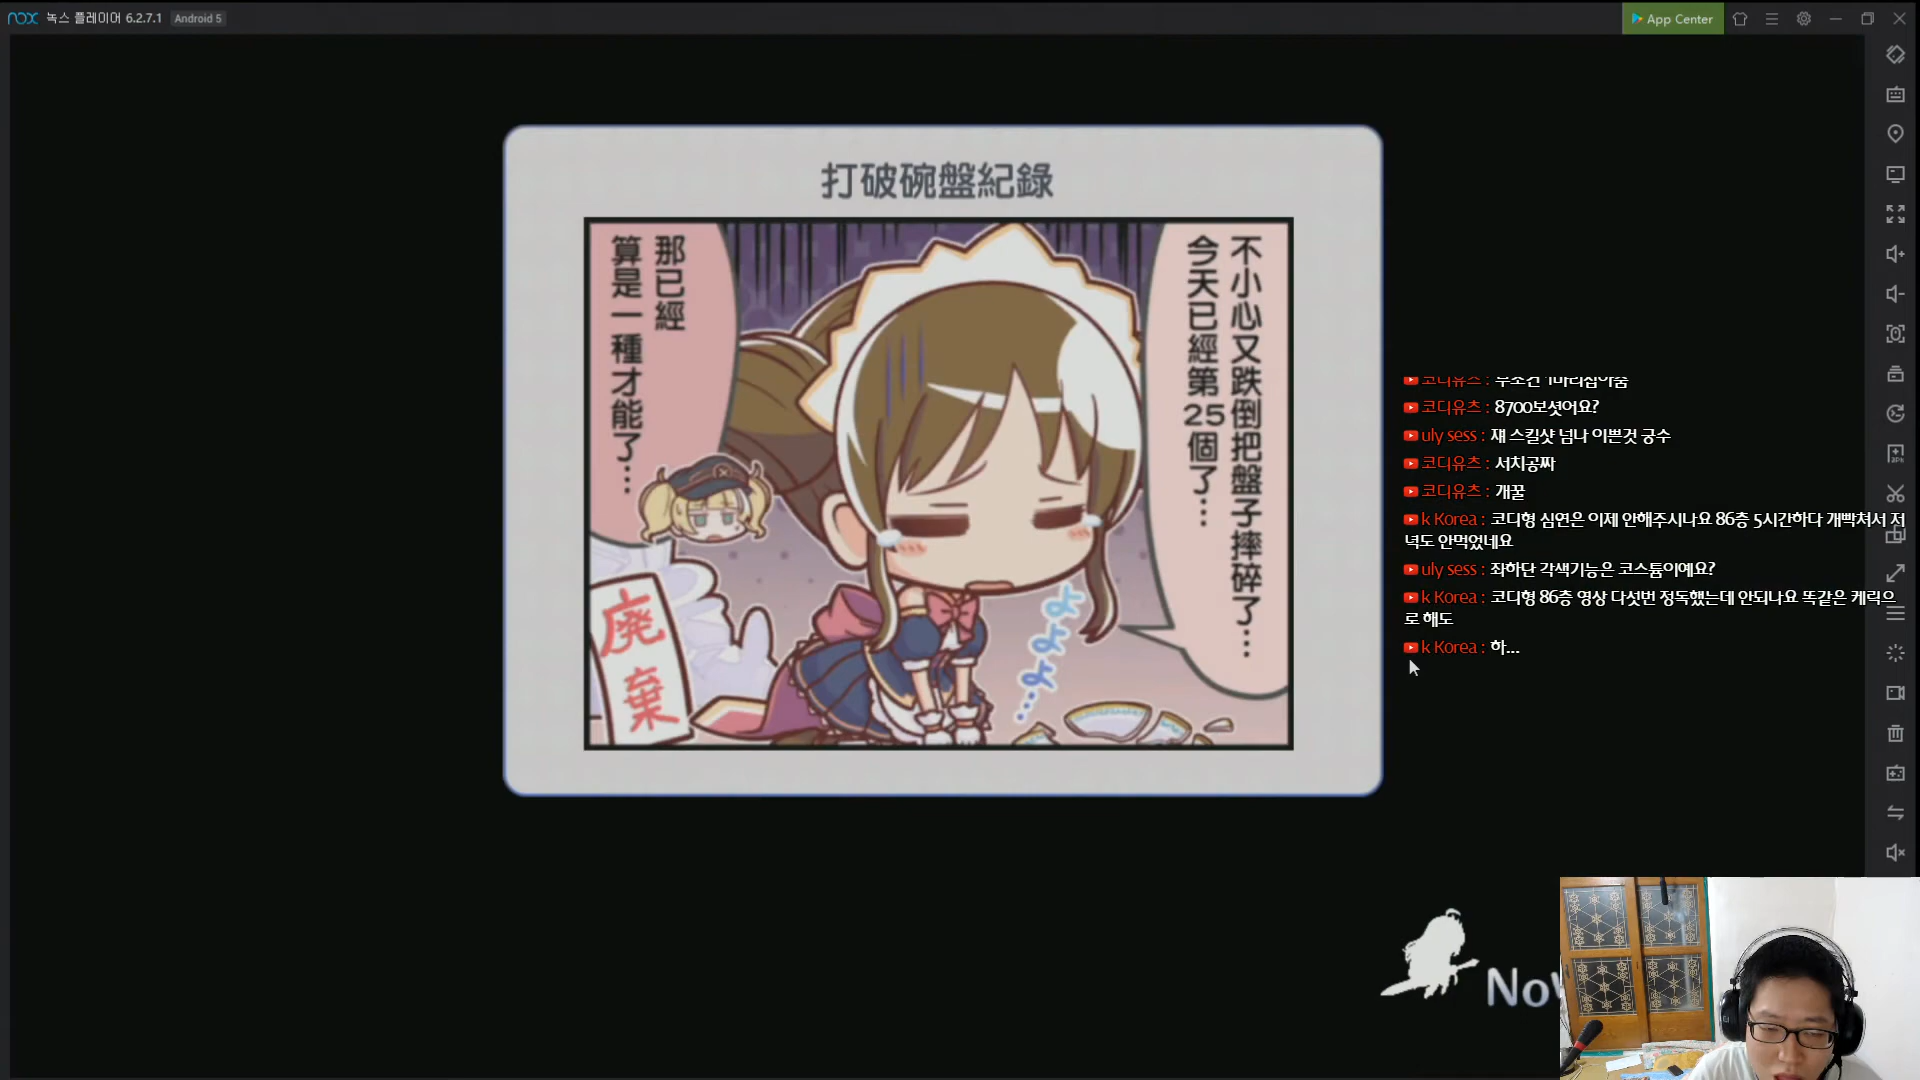 nox 녹스 플레이어 6.2.7.1 Android 5
App Center
打破碗盤紀錄
不小心又跌倒把盤子摔碎了…
今天已經第25個了…
那已經
算是一種才能了…
廃棄
よよよ…
코디유츠 :
코디유츠 : 8700보셧어요?
uly sess : 쟤 스킬샷 넘나 이쁜것 궁수
코디유츠 : 서치공짜
코디유츠 : 개꿀
k Korea : 코디형 심연은 이제 안해주시나요 86층 5시간하다 개빡쳐서 저
녁도 안먹었네요
uly sess : 좌하단 각색기능은 코스튬이예요?
k Korea : 코디형 86층 영상 다섯번 정독했는데 안되나요 똑같은 케릭으
로 해도
k Korea : 하...